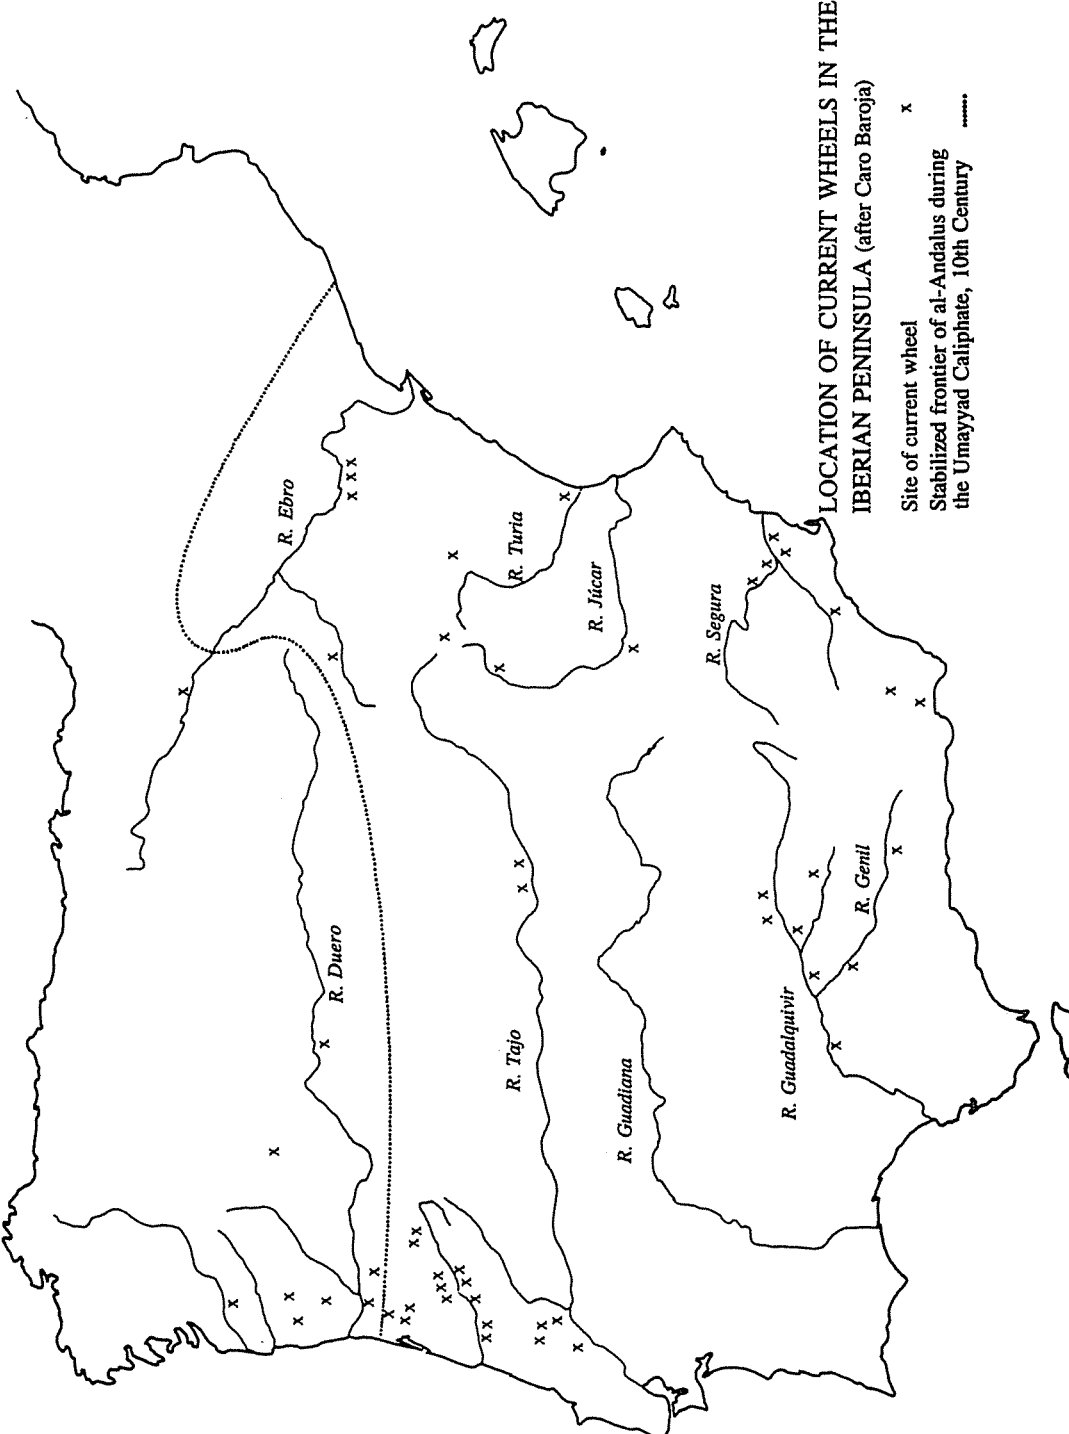 LOCATION OF CURRENT WHEELS IN THE
IBERIAN PENINSULA (after Caro Baroja)
Site of current wheel x
Stabilized frontier of al-Andalus during
the Umayyad Caliphate, 10th Century
R. Ebro
R. Duero
R. Turia
R. Júcar
R. Tajo
R. Segura
R. Guadiana
R. Genil
R. Guadalquivir